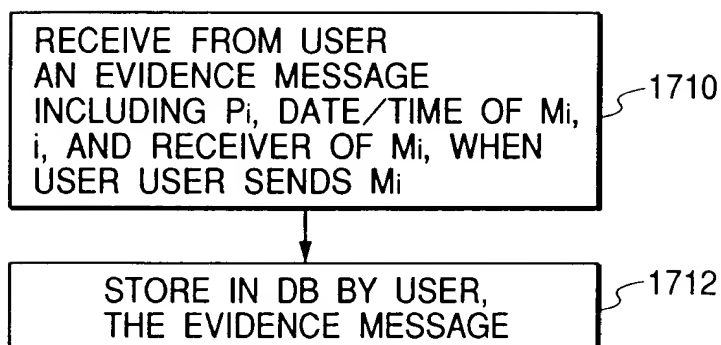 RECEIVE FROM USER
AN EVIDENCE MESSAGE
INCLUDING Pi, DATE/TIME OF Mi,
i, AND RECEIVER OF Mi, WHEN
USER USER SENDS Mi
1710
STORE IN DB BY USER,
THE EVIDENCE MESSAGE
1712